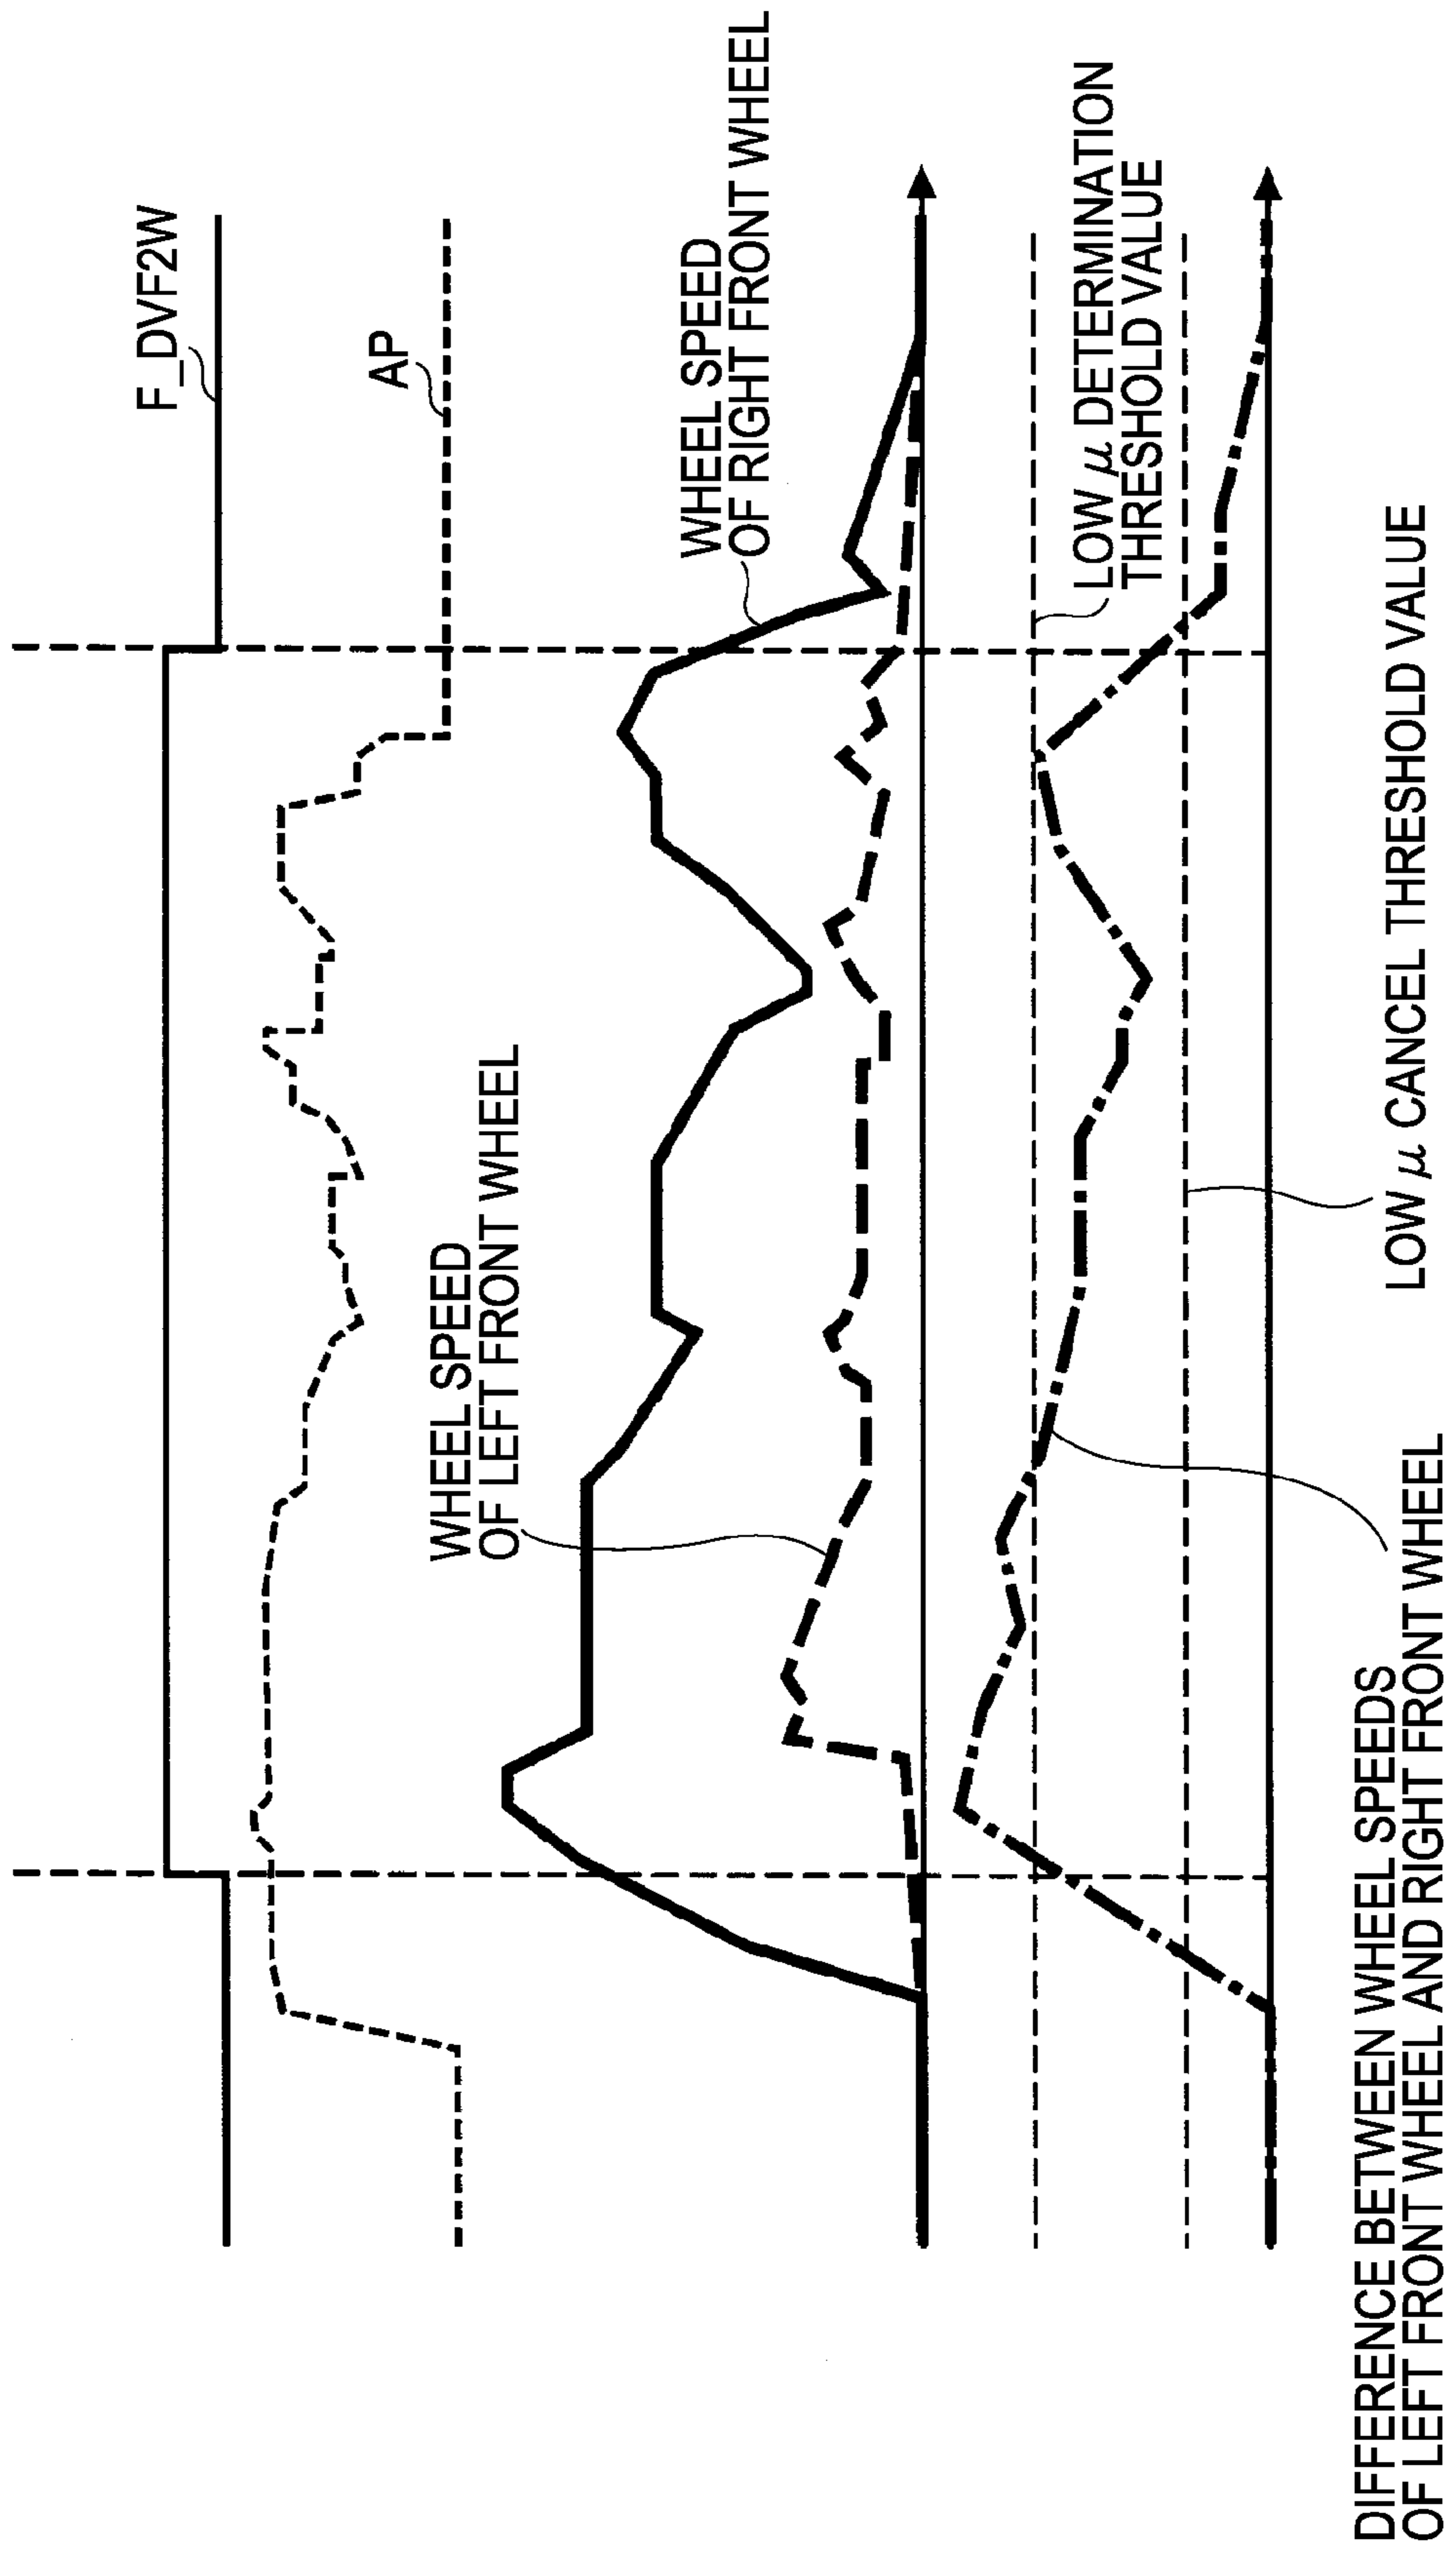 F_DVF2W
AP
WHEEL SPEED
OF RIGHT FRONT WHEEL
WHEEL SPEED
OF LEFT FRONT WHEEL
LOW μ DETERMINATION
THRESHOLD VALUE
LOW μ CANCEL THRESHOLD VALUE
DIFFERENCE BETWEEN WHEEL SPEEDS
OF LEFT FRONT WHEEL AND RIGHT FRONT WHEEL